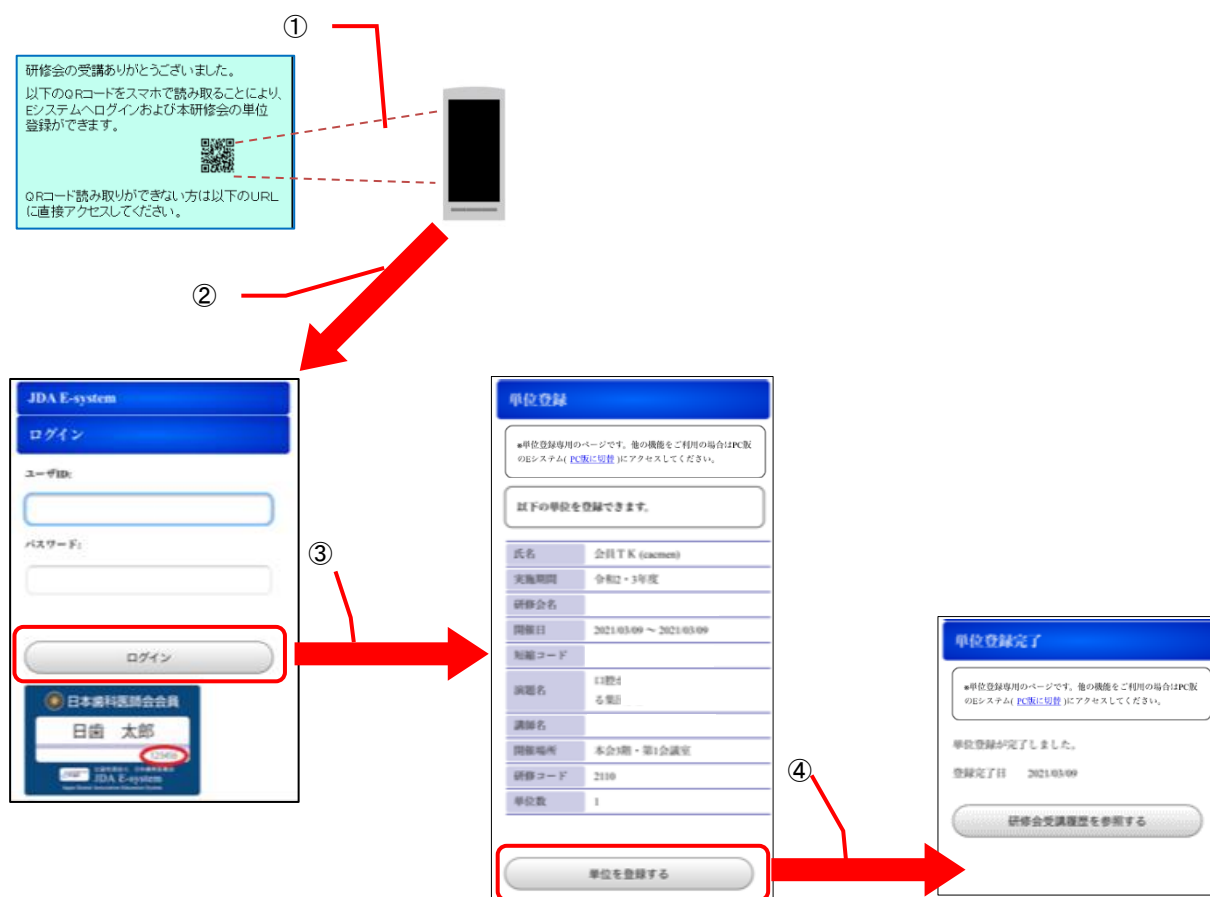 ①
研修会の受講ありがとうございました。
以下のQRコードをスマホで読み取ることにより、
Eシステムへログインおよび本研修会の単位
登録ができます。
QRコード読み取りができない方は以下のURL
に直接アクセスしてください。
②
JDA E-system
ログイン
ユーザID:
パスワード:
ログイン
日本歯科医師会会員
日歯 太郎
123456
JDA E-system
③
単位登録
※単位登録専用のページです。他の機能をご利用の場合はPC版
のEシステム( PC版に切替 )にアクセスしてください。
以下の単位を登録できます。
氏名 会員TK (cacmen)
実施期間 令和2・3年度
研修会名
開催日 2021/03/09 ～ 2021/03/09
短縮コード
演題名
講師名
開催場所 本会3階・第1会議室
研修コード 2110
単位数 1
単位を登録する
④
単位登録完了
※単位登録専用のページです。他の機能をご利用の場合はPC版
のEシステム( PC版に切替 )にアクセスしてください。
単位登録が完了しました。
登録完了日 2021/03/09
研修会受講履歴を参照する